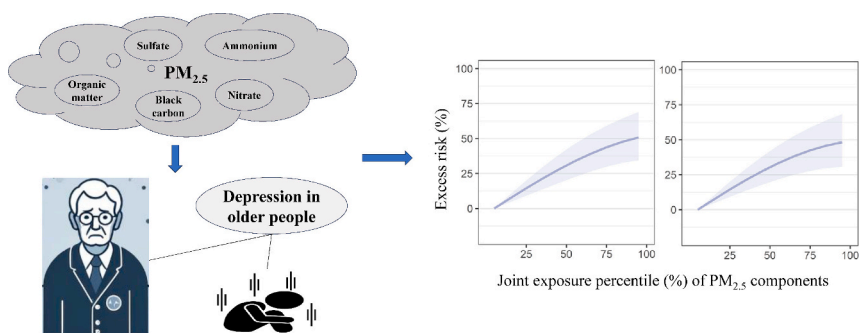 Sulfate
Ammonium
PM2.5
Organic
matter
Black
carbon
Nitrate
Depression in
older people
Excess risk (%)
100
75
50
25
0
25
50
75
100
100
75
50
25
0
25
50
75
100
Joint exposure percentile (%) of PM2.5 components